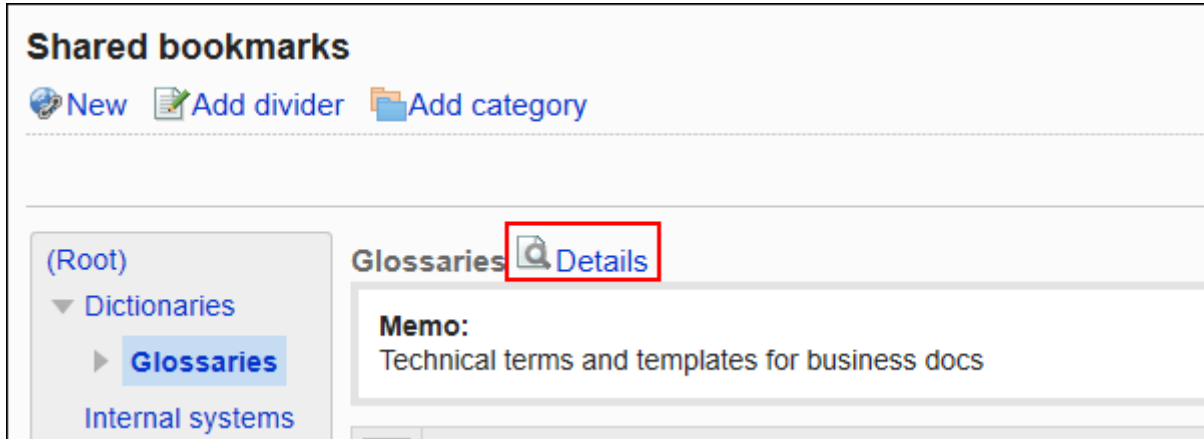 Shared bookmarks
New Add divider Add category
(Root)
Dictionaries
Glossaries
Internal systems
Glossaries Details
Memo:
Technical terms and templates for business docs